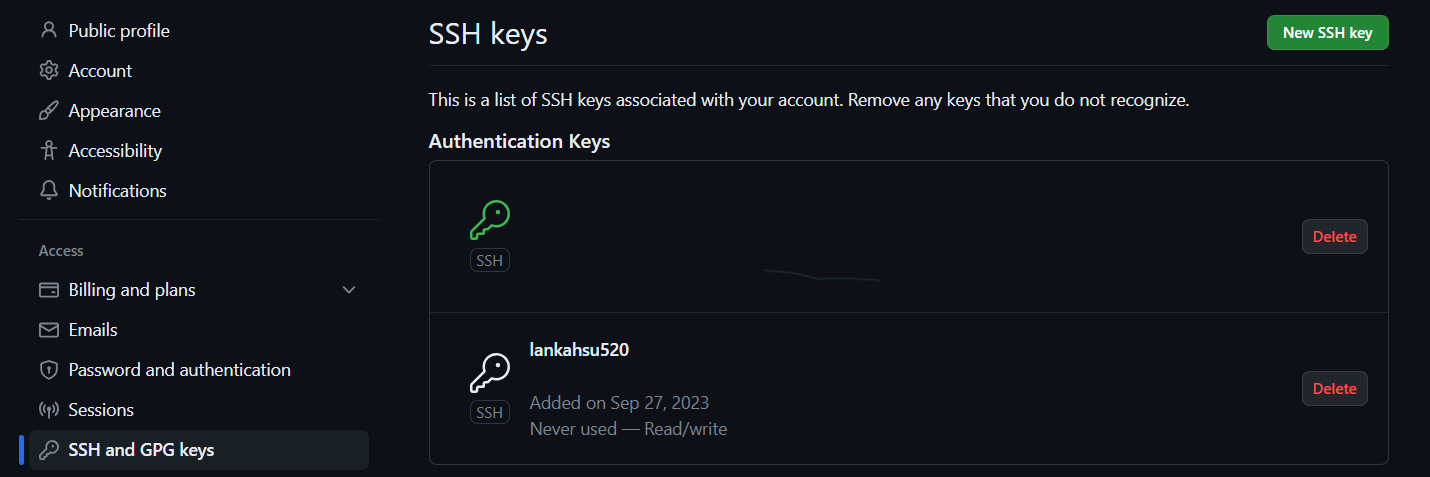 Public profile
Account
Appearance
Accessibility
Notifications
Access
Billing and plans
Emails
Password and authentication
Sessions
SSH and GPG keys
SSH keys
New SSH key
This is a list of SSH keys associated with your account. Remove any keys that you do not recognize.
Authentication Keys
SSH
Delete
lankahsu520
SSH
Added on Sep 27, 2023
Never used — Read/write
Delete